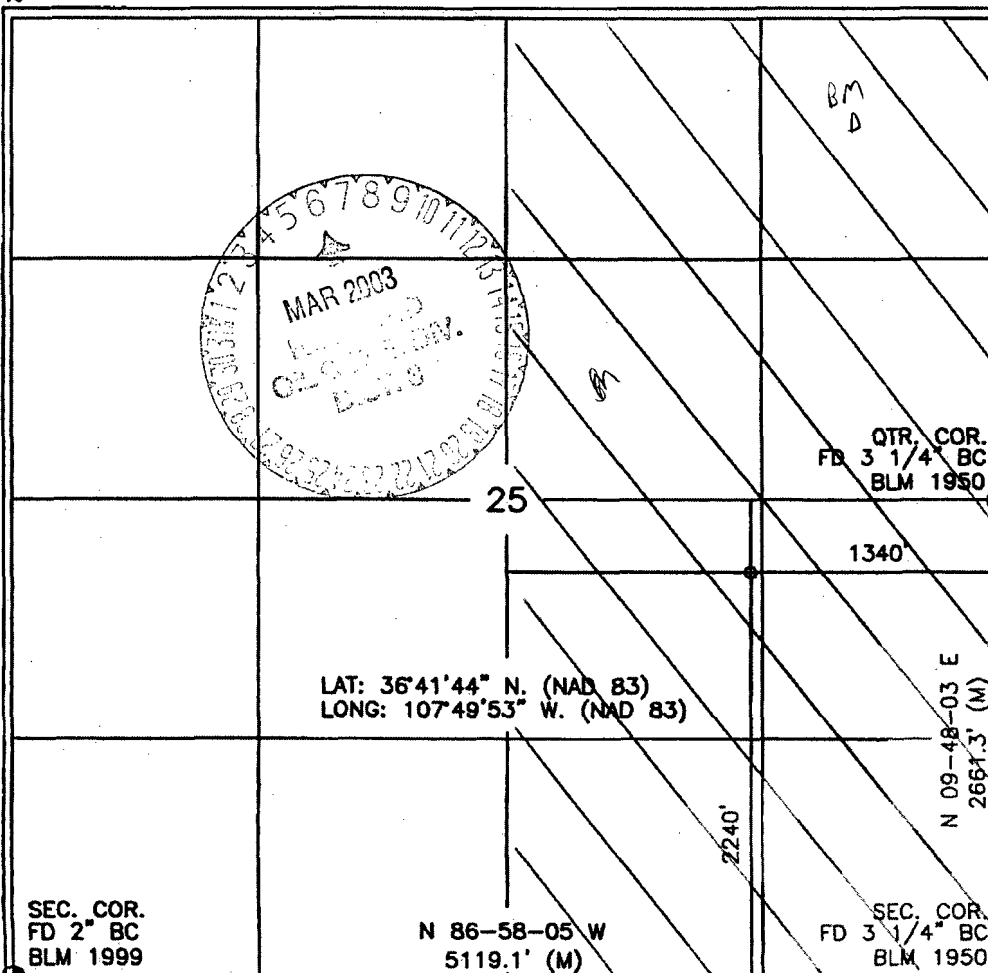 BM
D
MAR 2003
BM
QTR. COR.
FD 3 1/4" BC
BLM 1950
25
1340'
LAT: 36°41'44" N. (NAD 83)
LONG: 107°49'53" W. (NAD 83)
N 09-48-03 E
2661.3' (M)
2240'
SEC. COR.
FD 2" BC
BLM 1999
N 86-58-05 W
5119.1' (M)
SEC. COR.
FD 3 1/4" BC
BLM 1950